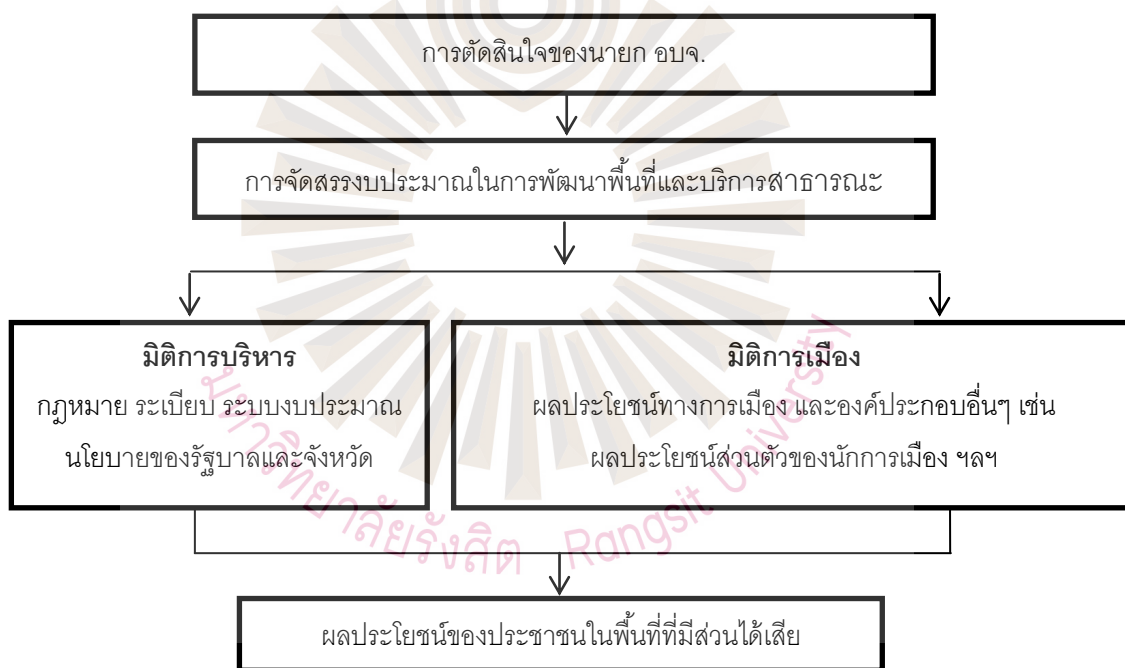 การตัดสินใจของนายก อบจ.
การจัดสรรงบประมาณในการพัฒนาพื้นที่และบริการสาธารณะ
มิติการบริหาร
กฎหมาย ระเบียบ ระบบงบประมาณ
นโยบายของรัฐบาลและจังหวัด
มิติการเมือง
ผลประโยชน์ทางการเมือง และองค์ประกอบอื่นๆ เช่น
ผลประโยชน์ส่วนตัวของนักการเมือง ฯลฯ
มหาวิทยาลัยรังสิต Rangsit University
ผลประโยชน์ของประชาชนในพื้นที่ที่มีส่วนได้เสีย